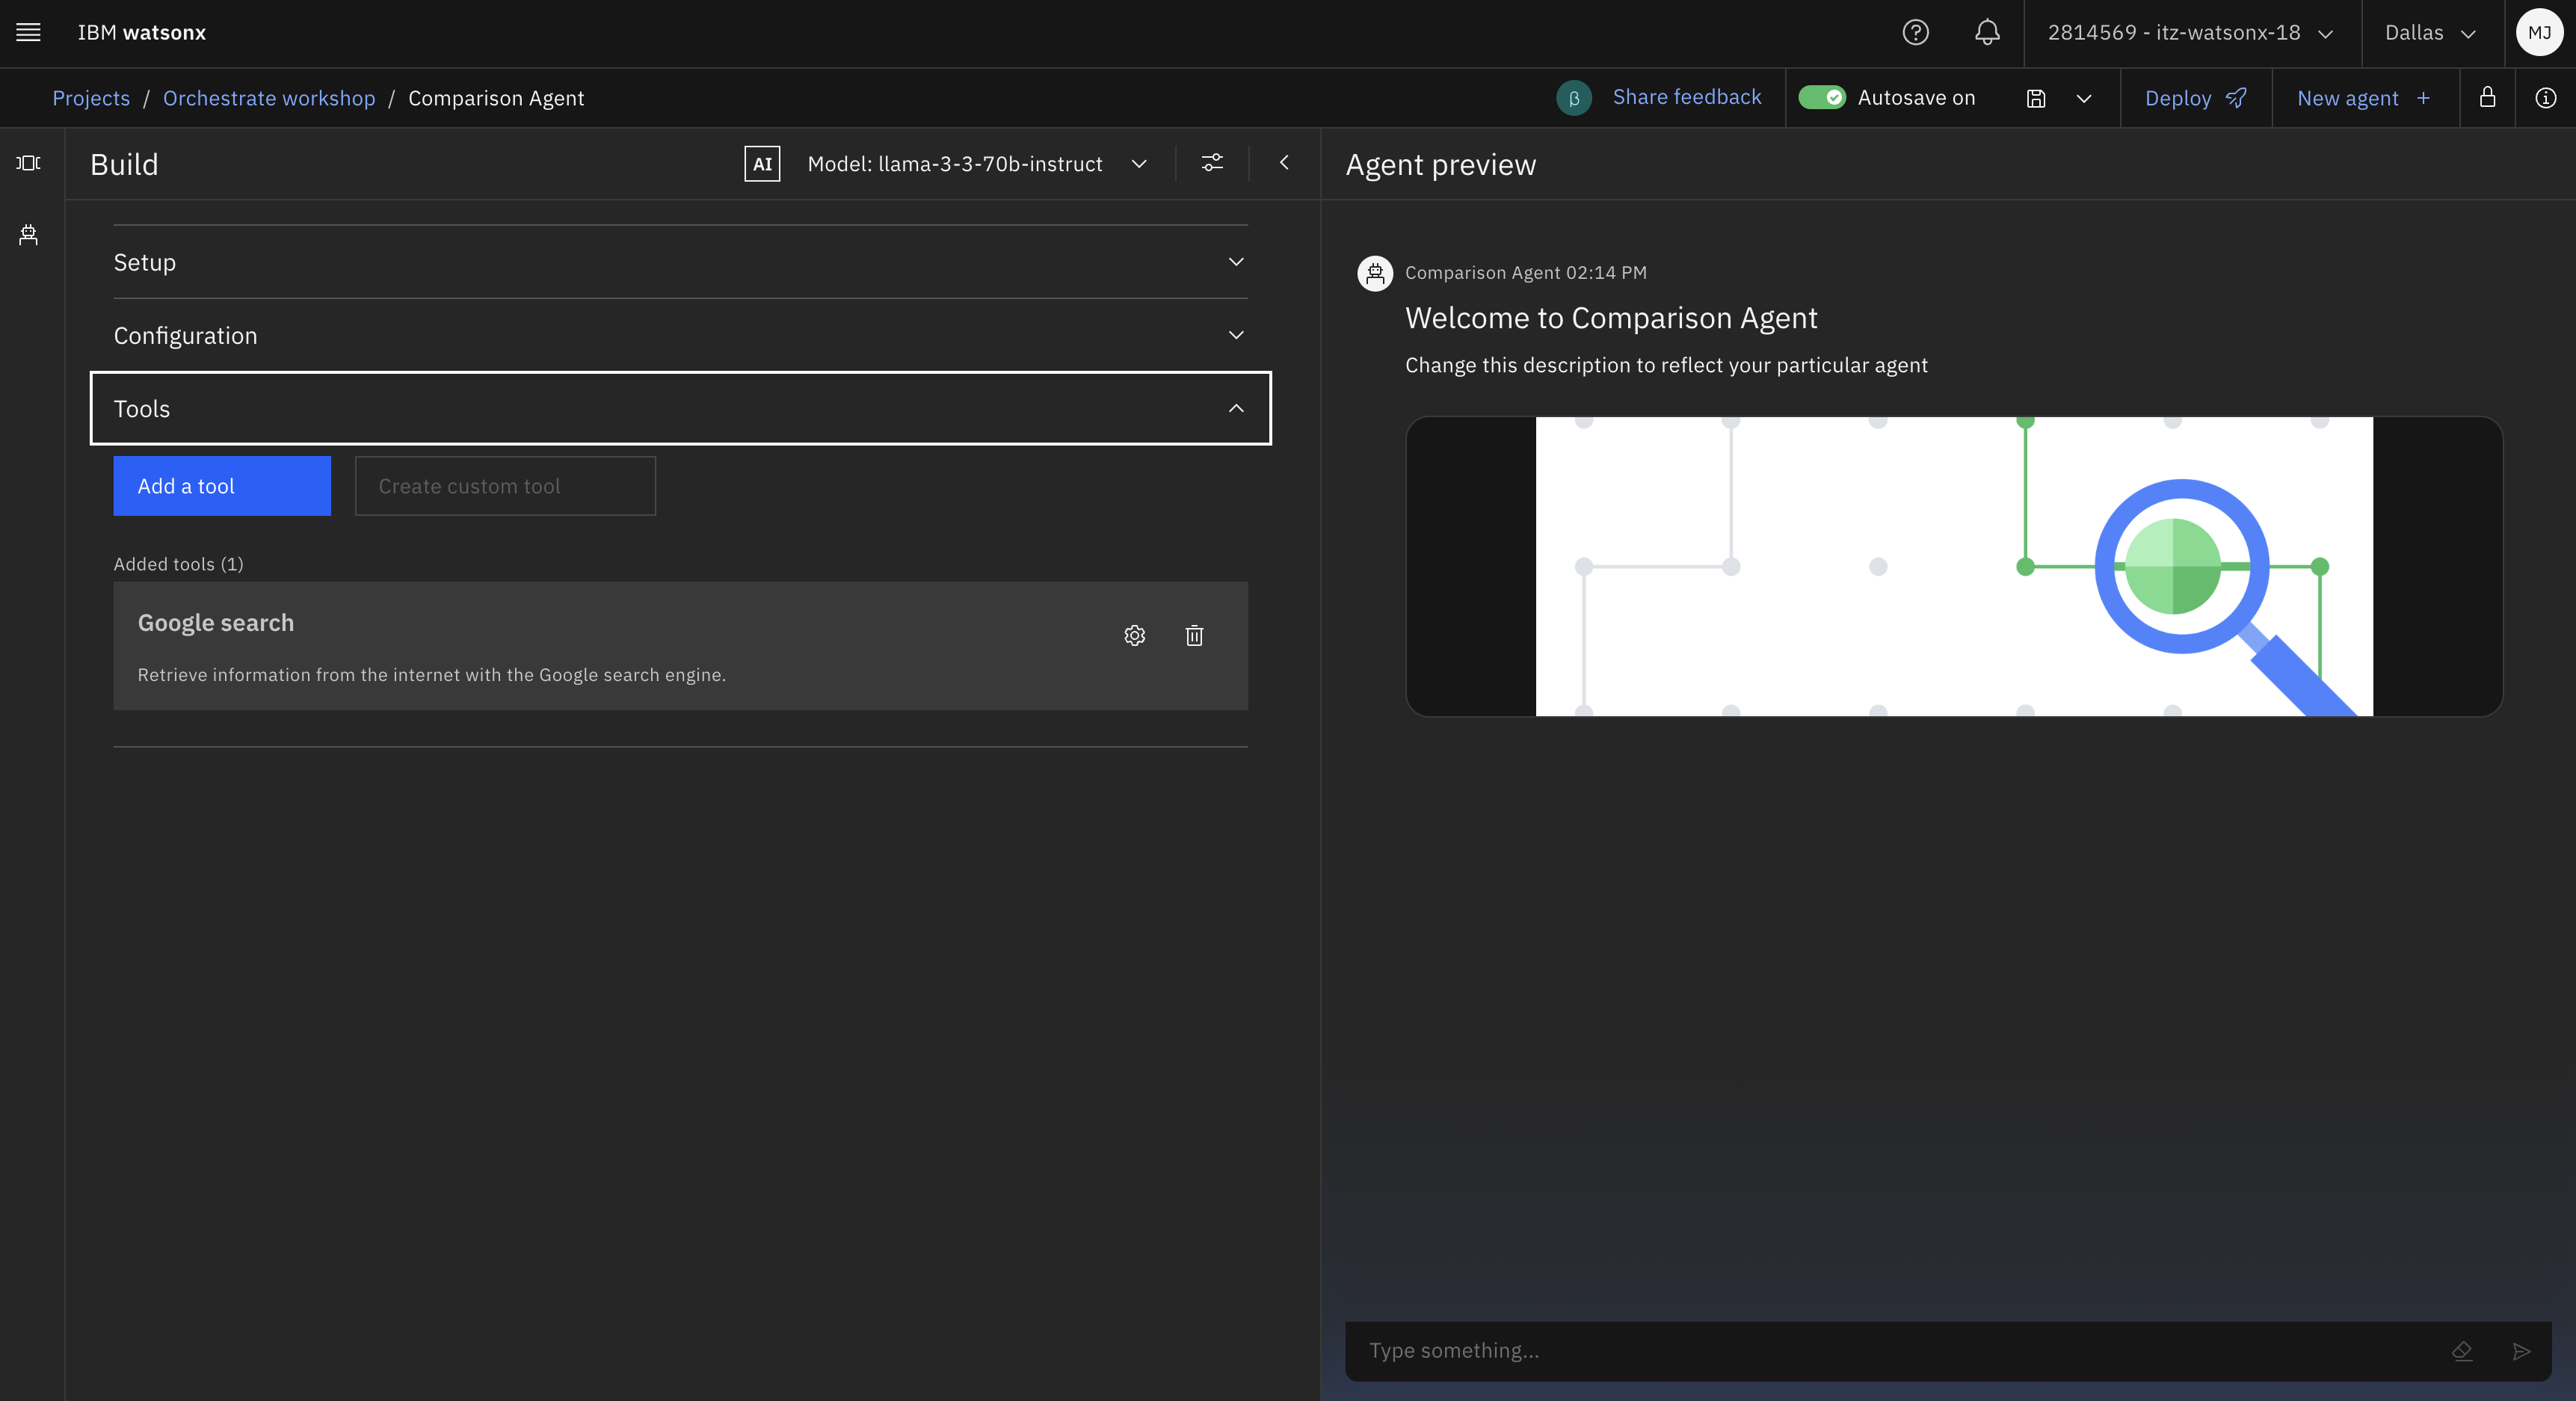 IBM watsonx
2814569 - itz-watsonx-18
Dallas
MJ
Projects / Orchestrate workshop / Comparison Agent
β Share feedback
Autosave on
Deploy
New agent +
Build
AI Model: llama-3-3-70b-instruct
Setup
Configuration
Tools
Add a tool
Create custom tool
Added tools (1)
Google search
Retrieve information from the internet with the Google search engine.
Agent preview
Comparison Agent 02:14 PM
Welcome to Comparison Agent
Change this description to reflect your particular agent
Type something...